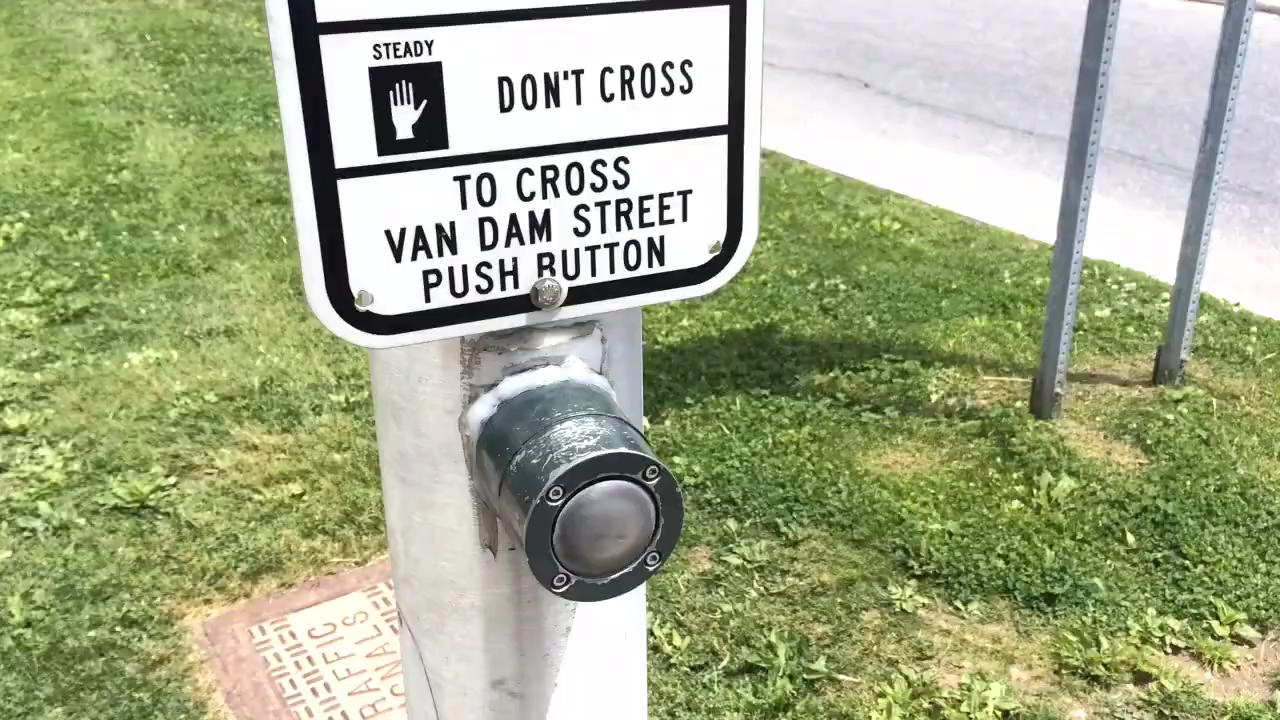 STEADY
DON'T CROSS
TO CROSS
VAN DAM STREET
PUSH BUTTON